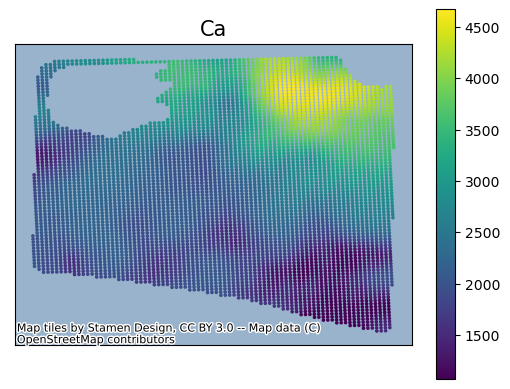 Ca
4500
4000
3500
3000
2500
2000
1500
Map tiles by Stamen Design, CC BY 3.0 -- Map data (C)
OpenStreetMap contributors